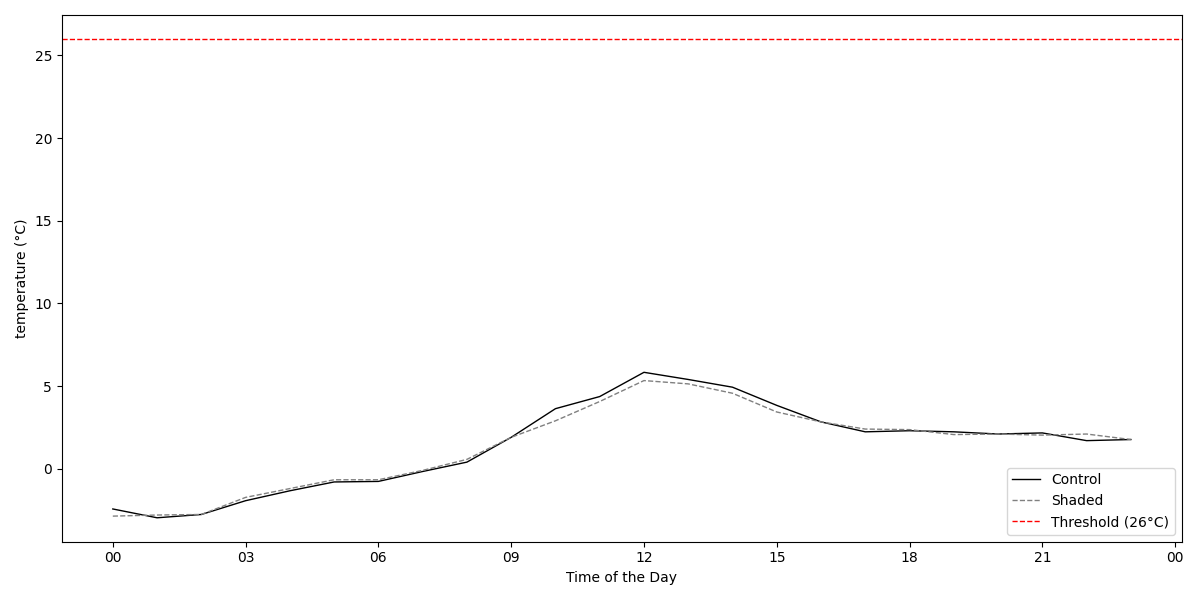 25
20
15
10
5
0
temperature (°C)
00 03 06 09 12 15 18 21 00
Time of the Day
Control
Shaded
Threshold (26°C)